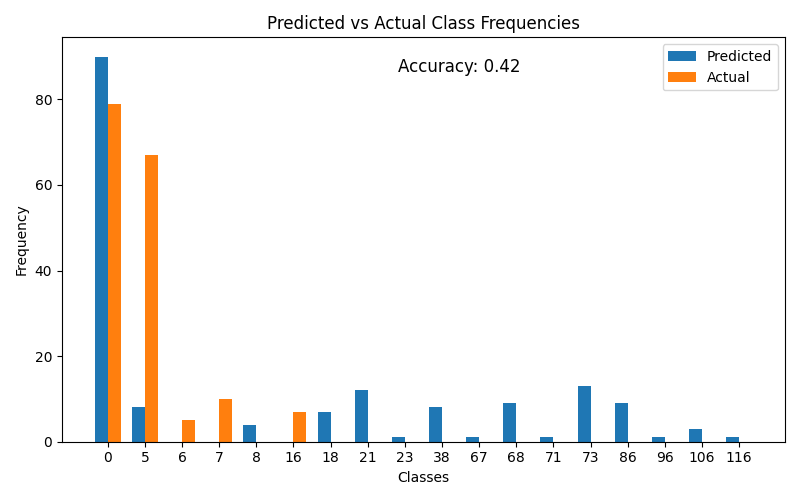 Predicted vs Actual Class Frequencies
Accuracy: 0.42
Predicted
Actual
Frequency
80
60
40
20
0
0 5 6 7 8 16 18 21 23 38 67 68 71 73 86 96 106 116
Classes